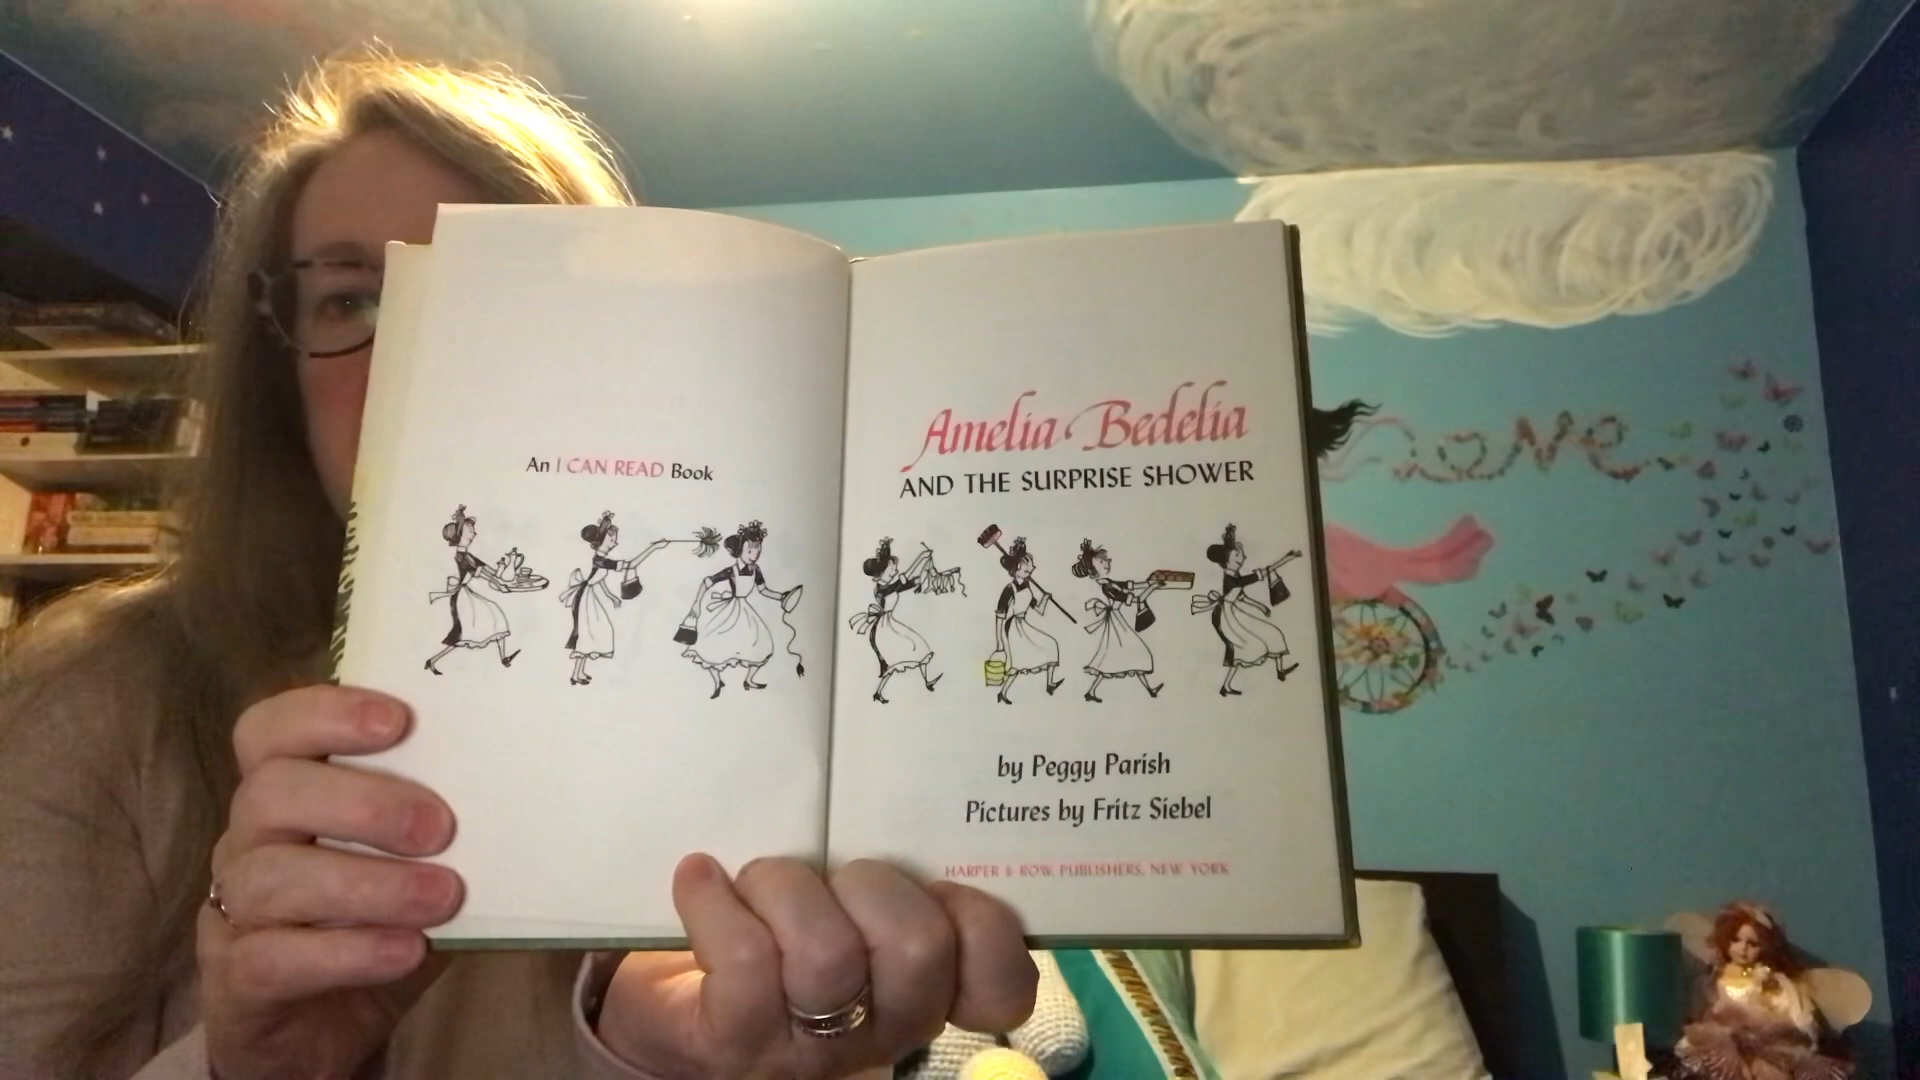 An I CAN READ Book
Amelia Bedelia
AND THE SURPRISE SHOWER
by Peggy Parish
Pictures by Fritz Siebel
HARPER & ROW, PUBLISHERS, NEW YORK
love